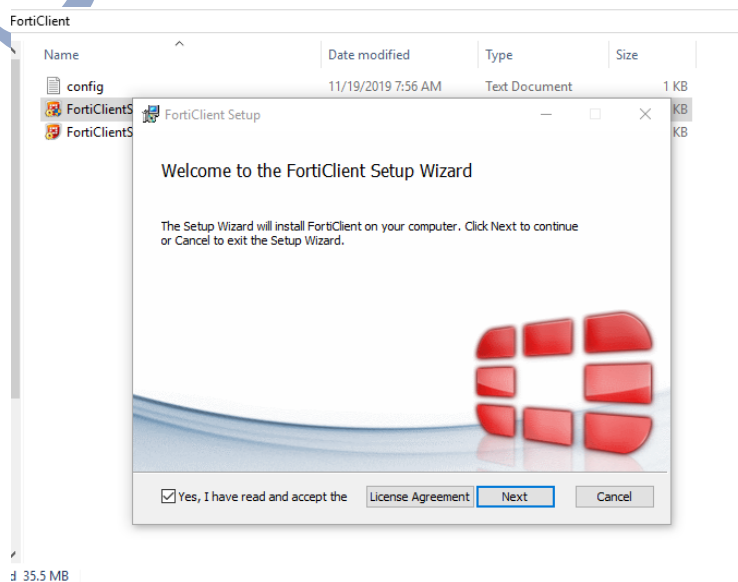 FortiClient
Name Date modified Type Size
config 11/19/2019 7:56 AM Text Document 1 KB
FortiClientS KB
FortiClientS KB
FortiClient Setup
Welcome to the FortiClient Setup Wizard
The Setup Wizard will install FortiClient on your computer. Click Next to continue
or Cancel to exit the Setup Wizard.
Yes, I have read and accept the License Agreement Next Cancel
d 35.5 MB